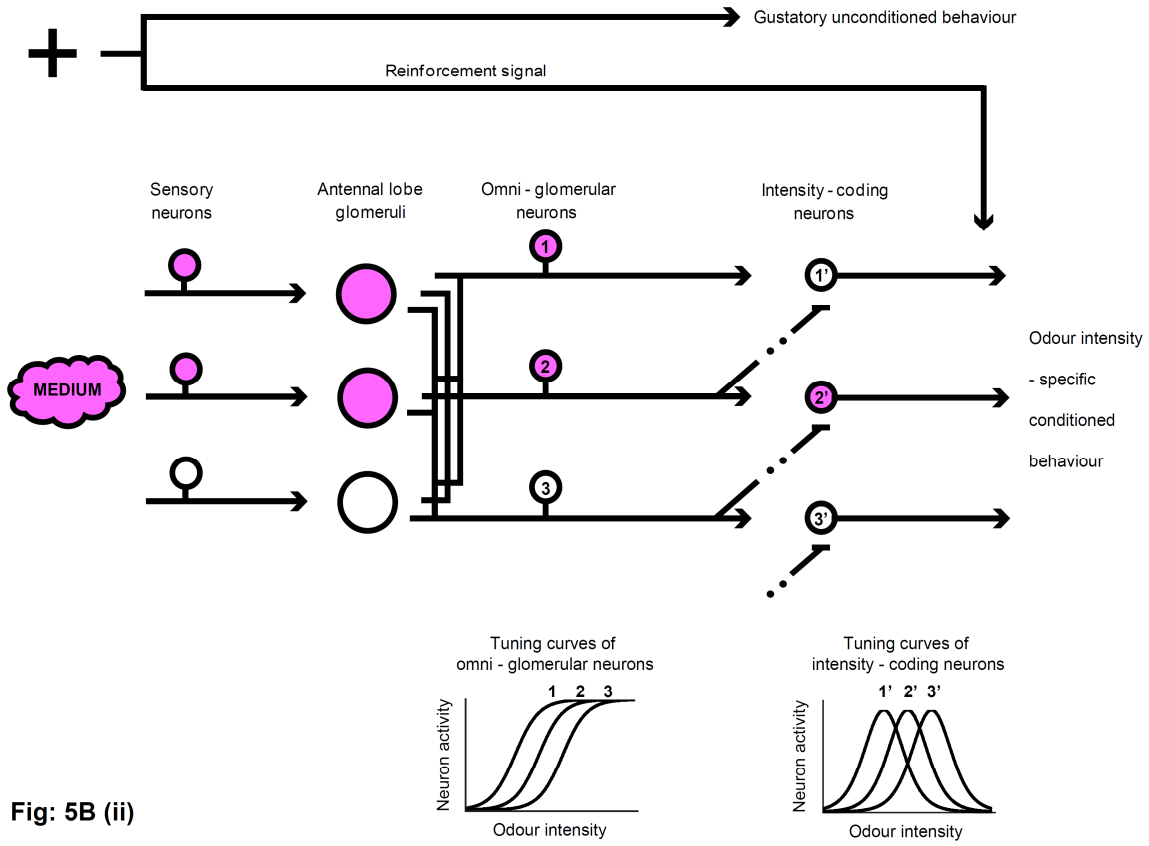 Gustatory unconditioned behaviour
Reinforcement signal
Sensory
neurons
Antennal lobe
glomeruli
Omni - glomerular
neurons
Intensity - coding
neurons
1
1’
MEDIUM
2
2’
3
3’
Odour intensity
- specific
conditioned
behaviour
Tuning curves of
omni - glomerular neurons
1 2 3
Neuron activity
Odour intensity
Tuning curves of
intensity - coding neurons
1’ 2’ 3’
Neuron activity
Odour intensity
Fig: 5B (ii)